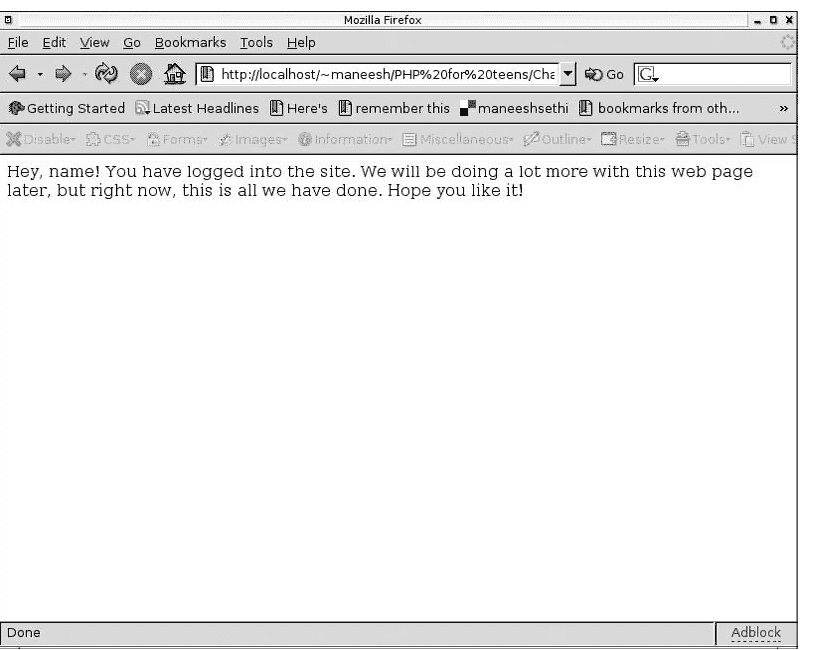 Mozilla Firefox
File Edit View Go Bookmarks Tools Help
http://localhost/~maneesh/PHP%20for%20teens/Cha Go G
Getting Started Latest Headlines Here's remember this maneeshsethi bookmarks from oth... »
Disable CSS Forms Images Information Miscellaneous Outline Resize Tools View S
Hey, name! You have logged into the site. We will be doing a lot more with this web page
later, but right now, this is all we have done. Hope you like it!
Done Adblock